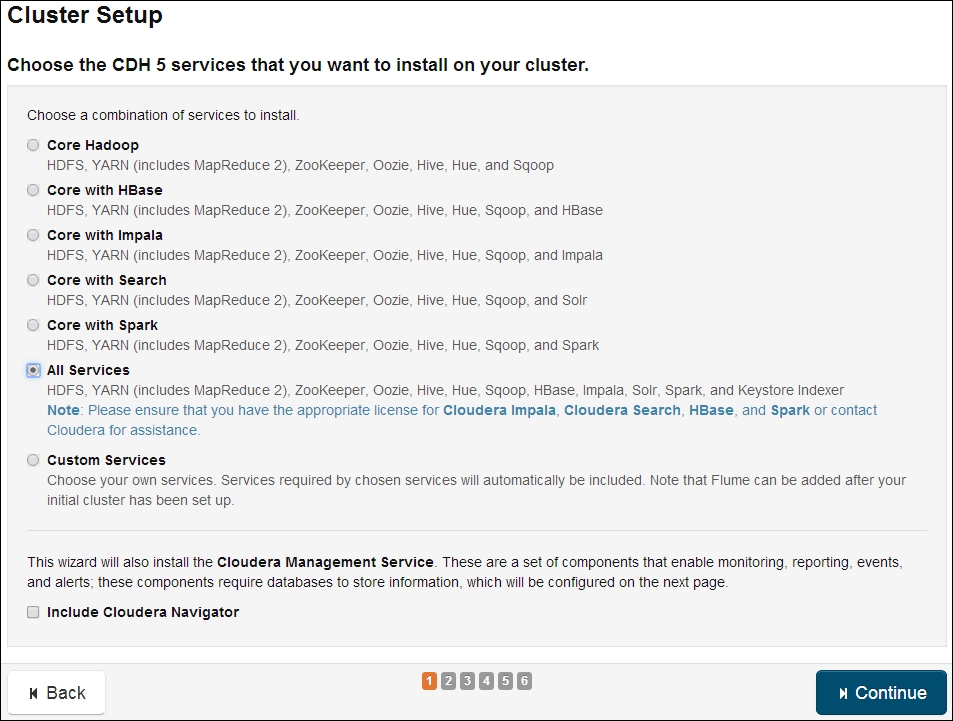 Cluster Setup
Choose the CDH 5 services that you want to install on your cluster.
Choose a combination of services to install.
Core Hadoop
HDFS, YARN (includes MapReduce 2), ZooKeeper, Oozie, Hive, Hue, and Sqoop
Core with HBase
HDFS, YARN (includes MapReduce 2), ZooKeeper, Oozie, Hive, Hue, Sqoop, and HBase
Core with Impala
HDFS, YARN (includes MapReduce 2), ZooKeeper, Oozie, Hive, Hue, Sqoop, and Impala
Core with Search
HDFS, YARN (includes MapReduce 2), ZooKeeper, Oozie, Hive, Hue, Sqoop, and Solr
Core with Spark
HDFS, YARN (includes MapReduce 2), ZooKeeper, Oozie, Hive, Hue, Sqoop, and Spark
All Services
HDFS, YARN (includes MapReduce 2), ZooKeeper, Oozie, Hive, Hue, Sqoop, HBase, Impala, Solr, Spark, and Keystore Indexer
Note: Please ensure that you have the appropriate license for Cloudera Impala, Cloudera Search, HBase, and Spark or contact
Cloudera for assistance.
Custom Services
Choose your own services. Services required by chosen services will automatically be included. Note that Flume can be added after your
initial cluster has been set up.
This wizard will also install the Cloudera Management Service. These are a set of components that enable monitoring, reporting, events,
and alerts; these components require databases to store information, which will be configured on the next page.
Include Cloudera Navigator
Back 1 2 3 4 5 6 Continue